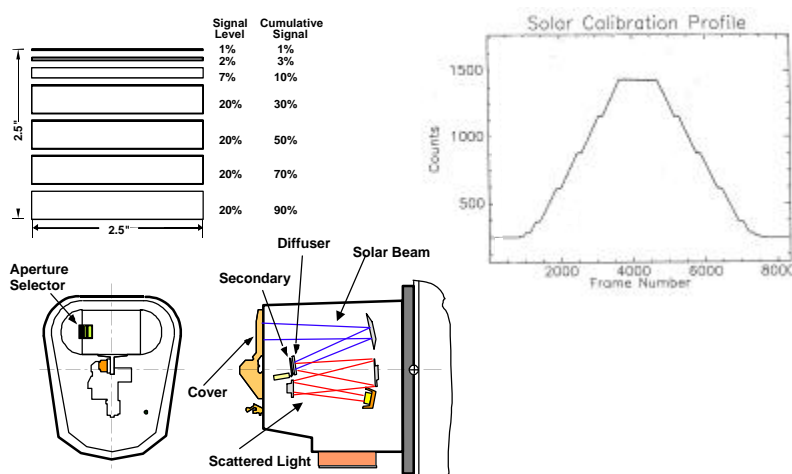 Signal Level
Cumulative Signal
1% 1%
2% 3%
7% 10%
20% 30%
20% 50%
20% 70%
20% 90%
2.5"
2.5"
Solar Calibration Profile
1500
1000
500
Counts
2000 4000 6000 8000
Frame Number
Aperture
Selector
Diffuser
Secondary
Solar Beam
Cover
Scattered Light